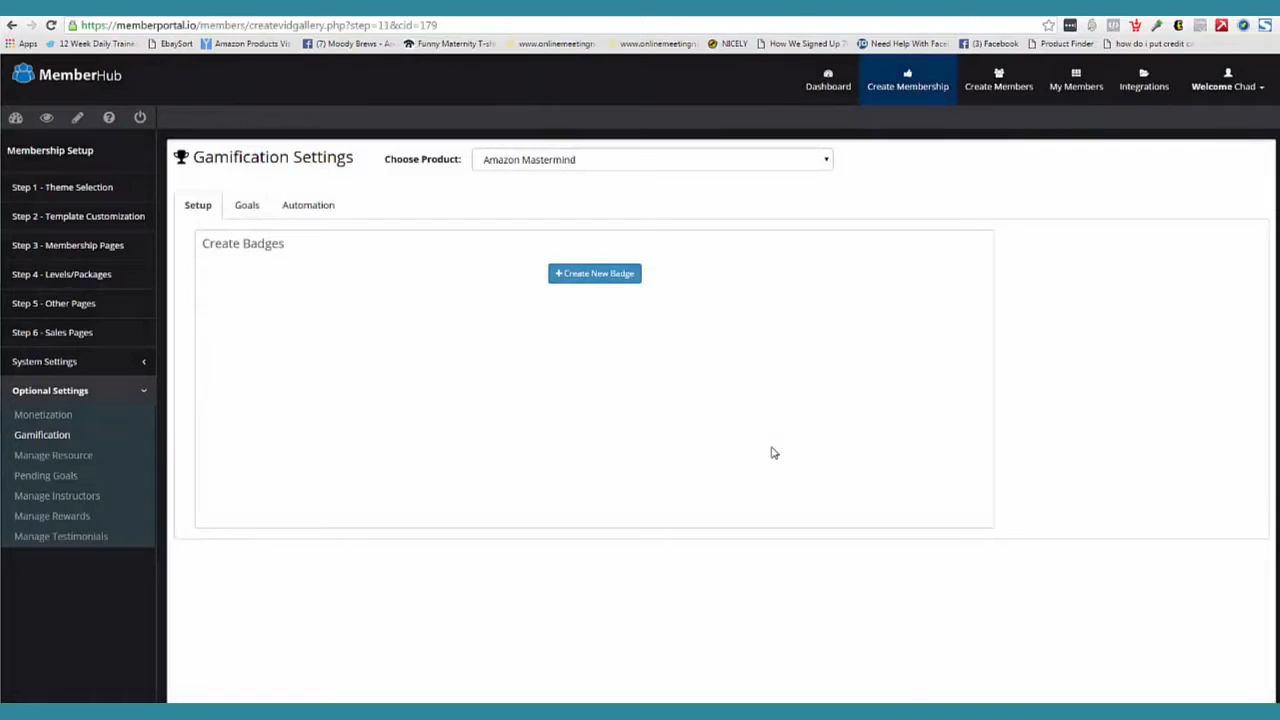 https://memberportal.io/members/createvidgallery.php?step=11&cid=179
Apps 12 Week Daily Traine EbaySort Amazon Products Vi (7) Moody Brews - An Funny Maternity T-sh www.onlinemeetingn www.onlinemeetingn NICELY How We Signed Up 7 Need Help With Face (3) Facebook Product Finder how do i put credit c
MemberHub
Dashboard Create Membership Create Members My Members Integrations Welcome Chad
Membership Setup
Step 1 - Theme Selection
Step 2 - Template Customization
Step 3 - Membership Pages
Step 4 - Levels/Packages
Step 5 - Other Pages
Step 6 - Sales Pages
System Settings
Optional Settings
Monetization
Gamification
Manage Resource
Pending Goals
Manage Instructors
Manage Rewards
Manage Testimonials
Gamification Settings Choose Product: Amazon Mastermind
Setup Goals Automation
Create Badges
+ Create New Badge